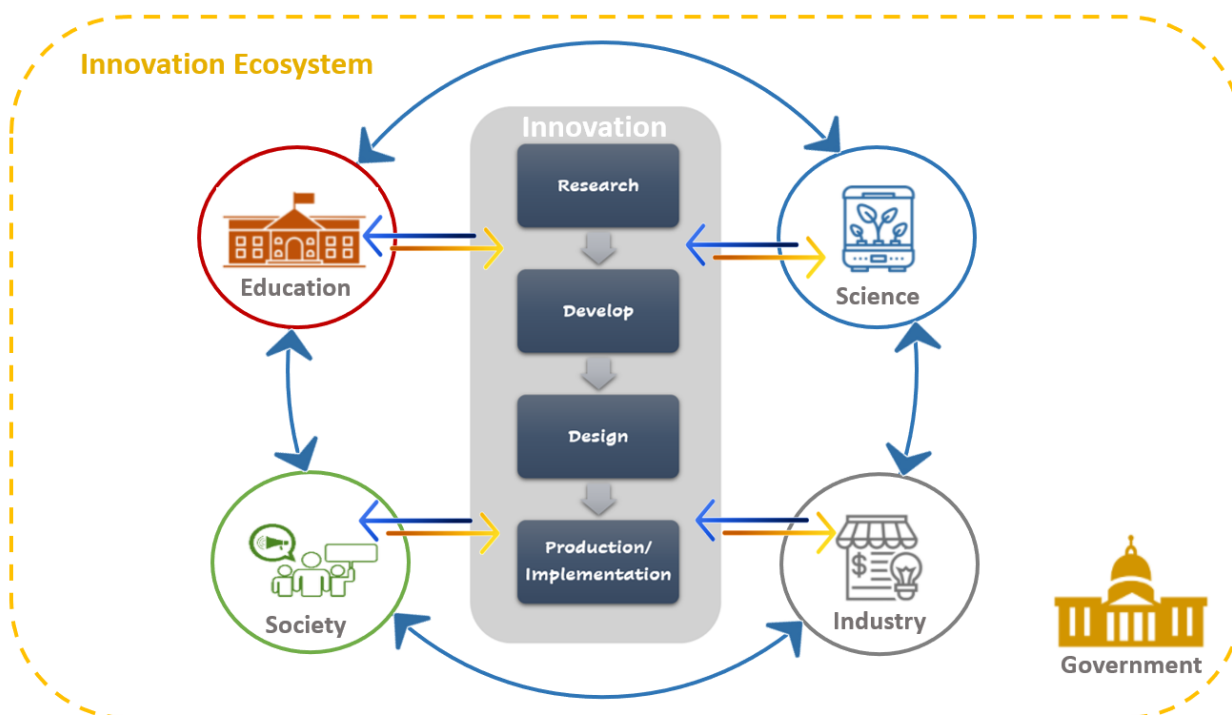 Innovation Ecosystem
Innovation
Research
Education
Science
Develop
Design
Production/
Implementation
Society
Industry
$
Government